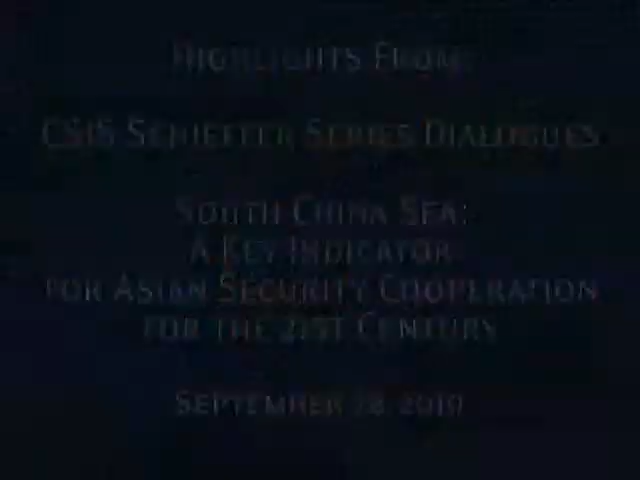 HIGHLIGHTS FROM:
CSIS SCHIEFFER SERIES DIALOGUES
SOUTH CHINA SEA:
A KEY INDICATOR
FOR ASIAN SECURITY COOPERATION
FOR THE 21ST CENTURY
SEPTEMBER 28, 2010